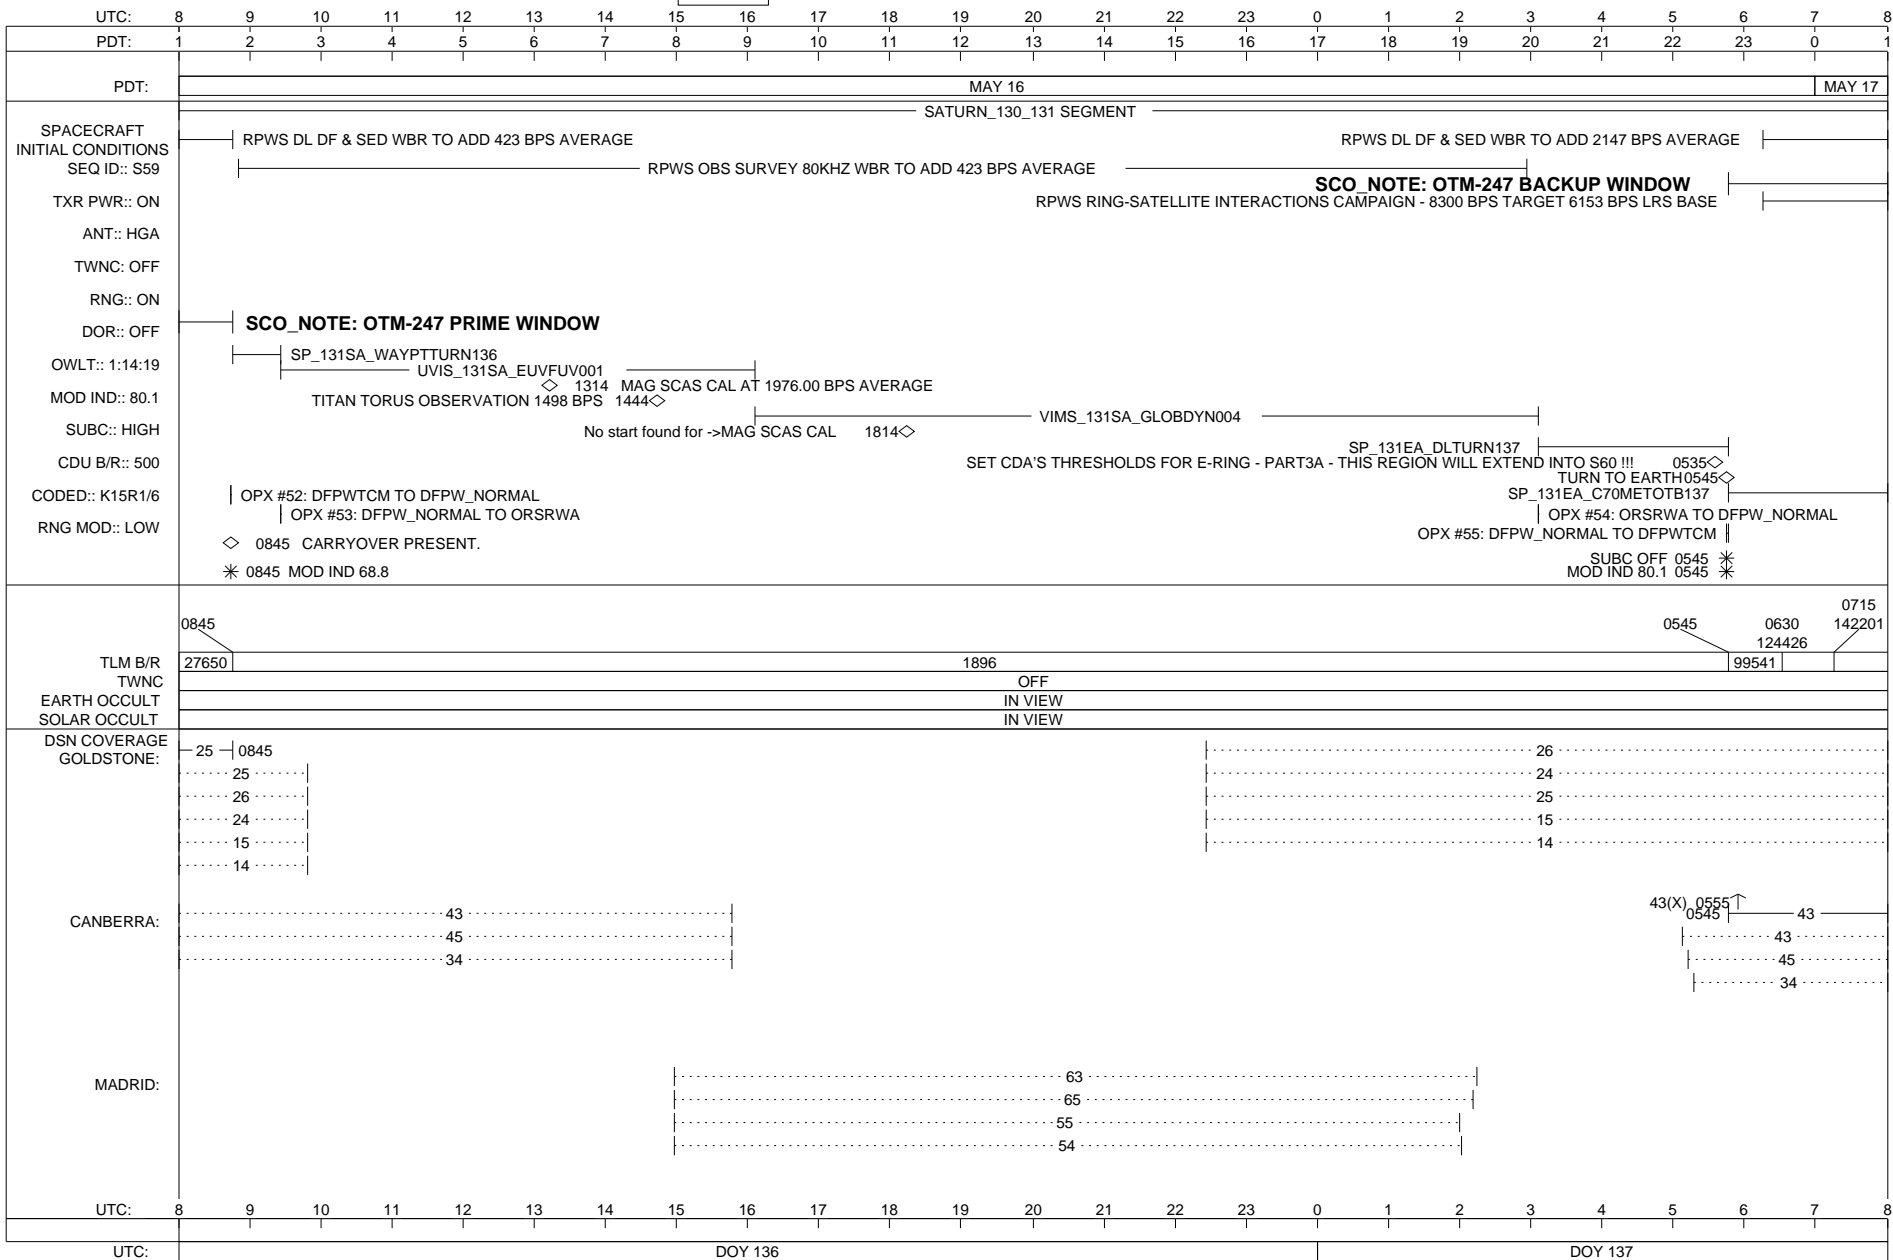 UTC: 8 9 10 11 12 13 14 15 16 17 18 19 20 21 22 23 0 1 2 3 4 5 6 7 8
PDT: 1 2 3 4 5 6 7 8 9 10 11 12 13 14 15 16 17 18 19 20 21 22 23 0 1
PDT: MAY 16 MAY 17
SATURN_130_131 SEGMENT
SPACECRAFT
INITIAL CONDITIONS
RPWS DL DF & SED WBR TO ADD 423 BPS AVERAGE
RPWS DL DF & SED WBR TO ADD 2147 BPS AVERAGE
SEQ ID:: S59
RPWS OBS SURVEY 80KHZ WBR TO ADD 423 BPS AVERAGE
SCO_NOTE: OTM-247 BACKUP WINDOW
TXR PWR:: ON
RPWS RING-SATELLITE INTERACTIONS CAMPAIGN - 8300 BPS TARGET 6153 BPS LRS BASE
ANT:: HGA
TWNC: OFF
RNG:: ON
SCO_NOTE: OTM-247 PRIME WINDOW
DOR:: OFF
SP_131SA_WAYPTTURN136
OWLT:: 1:14:19
UVIS_131SA_EUVFUV001
1314 MAG SCAS CAL AT 1976.00 BPS AVERAGE
MOD IND:: 80.1
TITAN TORUS OBSERVATION 1498 BPS 1444
VIMS_131SA_GLOBDYN004
SUBC:: HIGH
No start found for ->MAG SCAS CAL 1814
SP_131EA_DLTURN137
CDU B/R:: 500
SET CDA'S THRESHOLDS FOR E-RING - PART3A - THIS REGION WILL EXTEND INTO S60 !!! 0535
TURN TO EARTH0545
CODED:: K15R1/6
OPX #52: DFPWTCM TO DFPW_NORMAL
SP_131EA_C70METOTB137
OPX #53: DFPW_NORMAL TO ORSRWA
OPX #54: ORSRWA TO DFPW_NORMAL
RNG MOD:: LOW
OPX #55: DFPW_NORMAL TO DFPWTCM
0845 CARRYOVER PRESENT.
SUBC OFF 0545
0845 MOD IND 68.8
MOD IND 80.1 0545
0715
0845 0545 0630 142201
124426
TLM B/R 27650 1896 99541
TWNC OFF
EARTH OCCULT IN VIEW
SOLAR OCCULT IN VIEW
DSN COVERAGE
GOLDSTONE:
25 0845 26
25 24
26 25
24 15
15 14
14
43(X) 0555
CANBERRA: 43 0545 43
45 43
34 45
34
MADRID: 63
65
55
54
UTC: 8 9 10 11 12 13 14 15 16 17 18 19 20 21 22 23 0 1 2 3 4 5 6 7 8
UTC: DOY 136 DOY 137